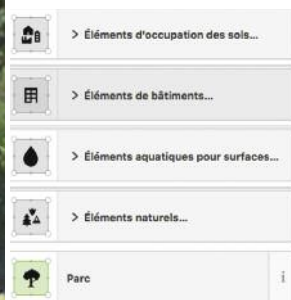 > Éléments d'occupation des sols...
> Éléments de bâtiments...
> Éléments aquatiques pour surfaces...
> Éléments naturels...
Parc i